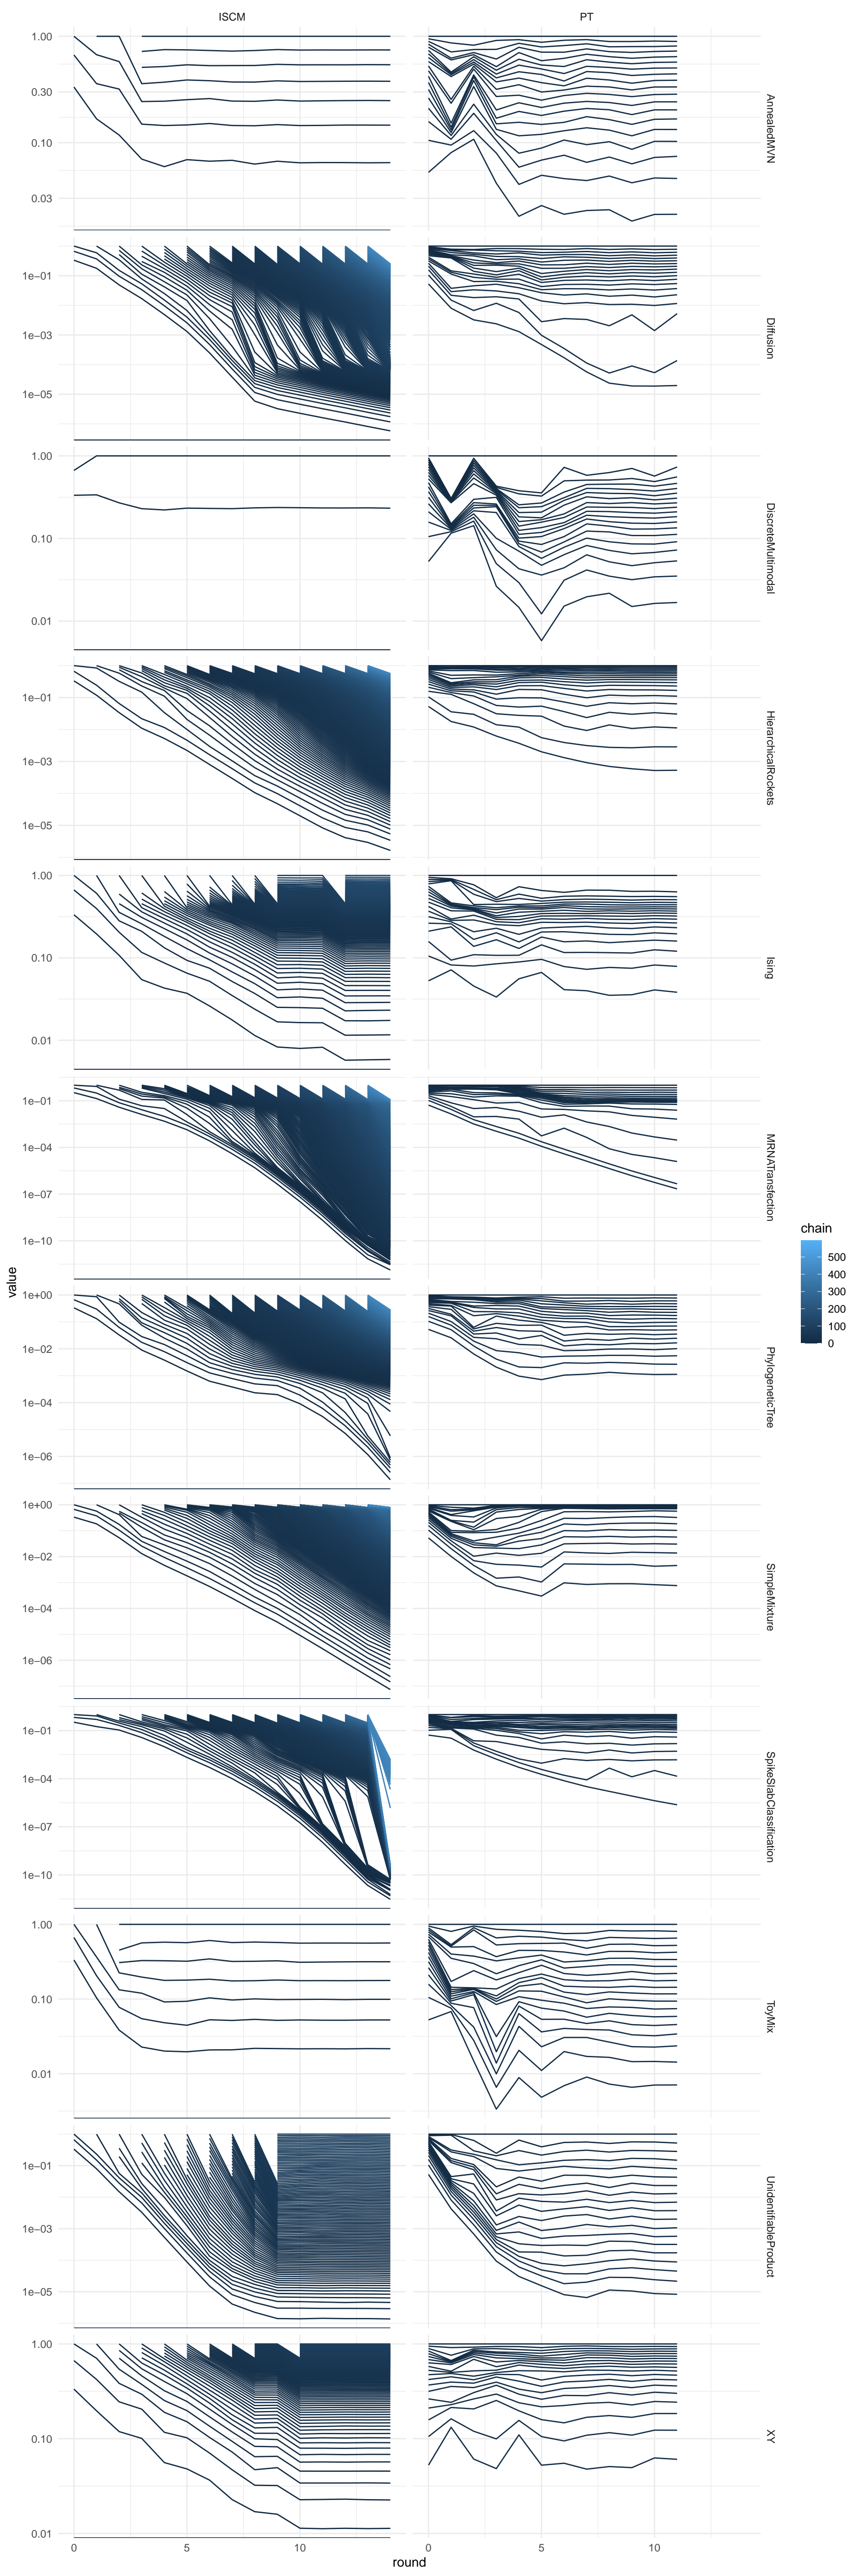 ISCM PT
1.00
0.30
0.10
0.03
AnnealedMVN
1e−01
1e−03
1e−05
Diffusion
1.00
0.10
0.01
DiscreteMultimodal
1e−01
1e−03
1e−05
HierarchicalRockets
1.00
0.10
0.01
Ising
1e−01
1e−04
1e−07
1e−10
MRNATransfection
1e+00
1e−02
1e−04
1e−06
PhylogeneticTree
1e+00
1e−02
1e−04
1e−06
SimpleMixture
1e−01
1e−04
1e−07
1e−10
SpikeSlabClassification
1.00
0.10
0.01
ToyMix
1e−01
1e−03
1e−05
UnidentifiableProduct
1.00
0.10
0.01
XY
0 5 10 0 5 10
round
value
chain
500
400
300
200
100
0